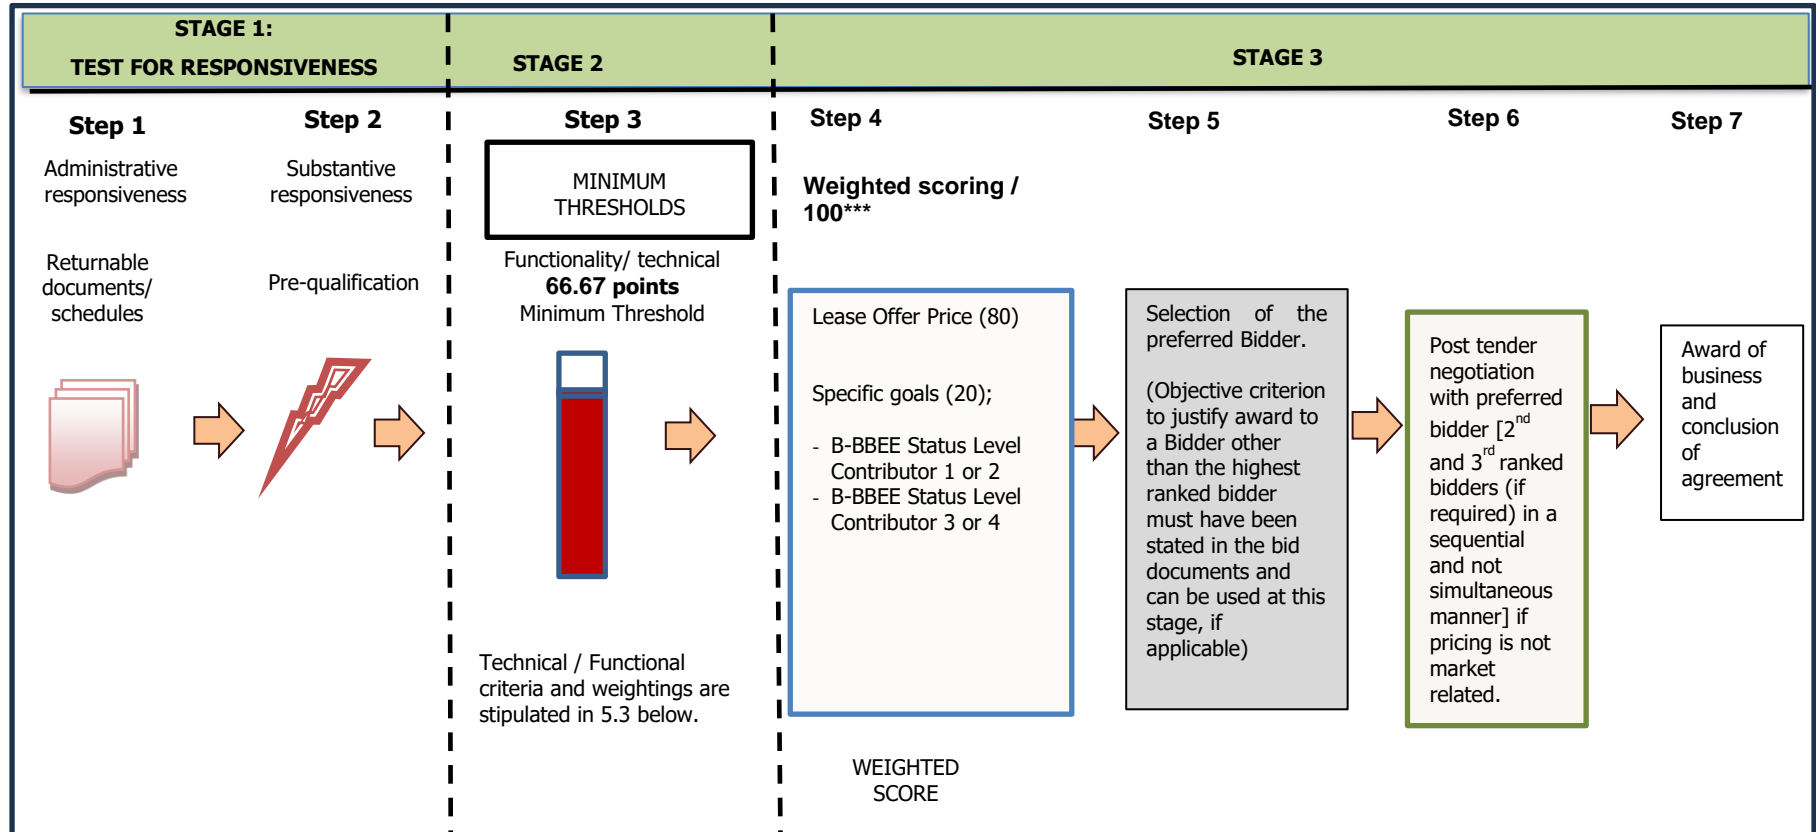 STAGE 1:
TEST FOR RESPONSIVENESS
STAGE 2
STAGE 3
Step 1
Administrative
responsiveness
Returnable
documents/
schedules
Step 2
Substantive
responsiveness
Pre-qualification
Step 3
MINIMUM
THRESHOLDS
Functionality/ technical
66.67 points
Minimum Threshold
Technical / Functional
criteria and weightings are
stipulated in 5.3 below.
Step 4
Weighted scoring /
100***
Lease Offer Price (80)
Specific goals (20);
- B-BBEE Status Level
Contributor 1 or 2
- B-BBEE Status Level
Contributor 3 or 4
WEIGHTED
SCORE
Step 5
Selection of the
preferred Bidder.
(Objective criterion
to justify award to
a Bidder other
than the highest
ranked bidder
must have been
stated in the bid
documents and
can be used at this
stage, if
applicable)
Step 6
Post tender
negotiation
with preferred
bidder [2nd
and 3rd ranked
bidders (if
required) in a
sequential
and not
simultaneous
manner] if
pricing is not
market
related.
Step 7
Award of
business
and
conclusion
of
agreement